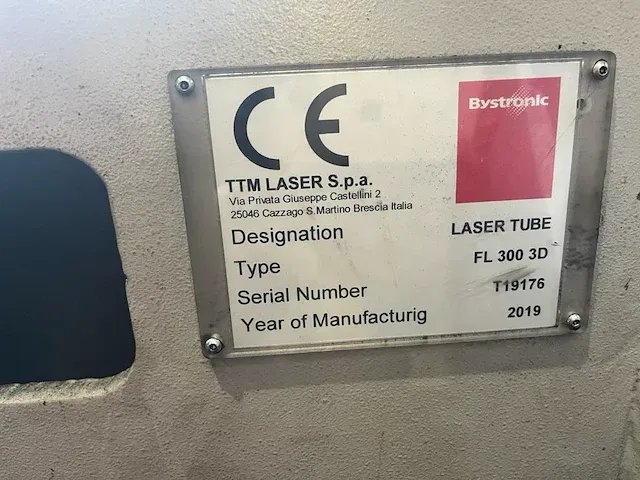 CE
Bystronic
TTM LASER S.p.a.
Via Privata Giuseppe Castellini 2
25046 Cazzago S.Martino Brescia Italia
Designation LASER TUBE
Type FL 300 3D
Serial Number T19176
Year of Manufacturig 2019